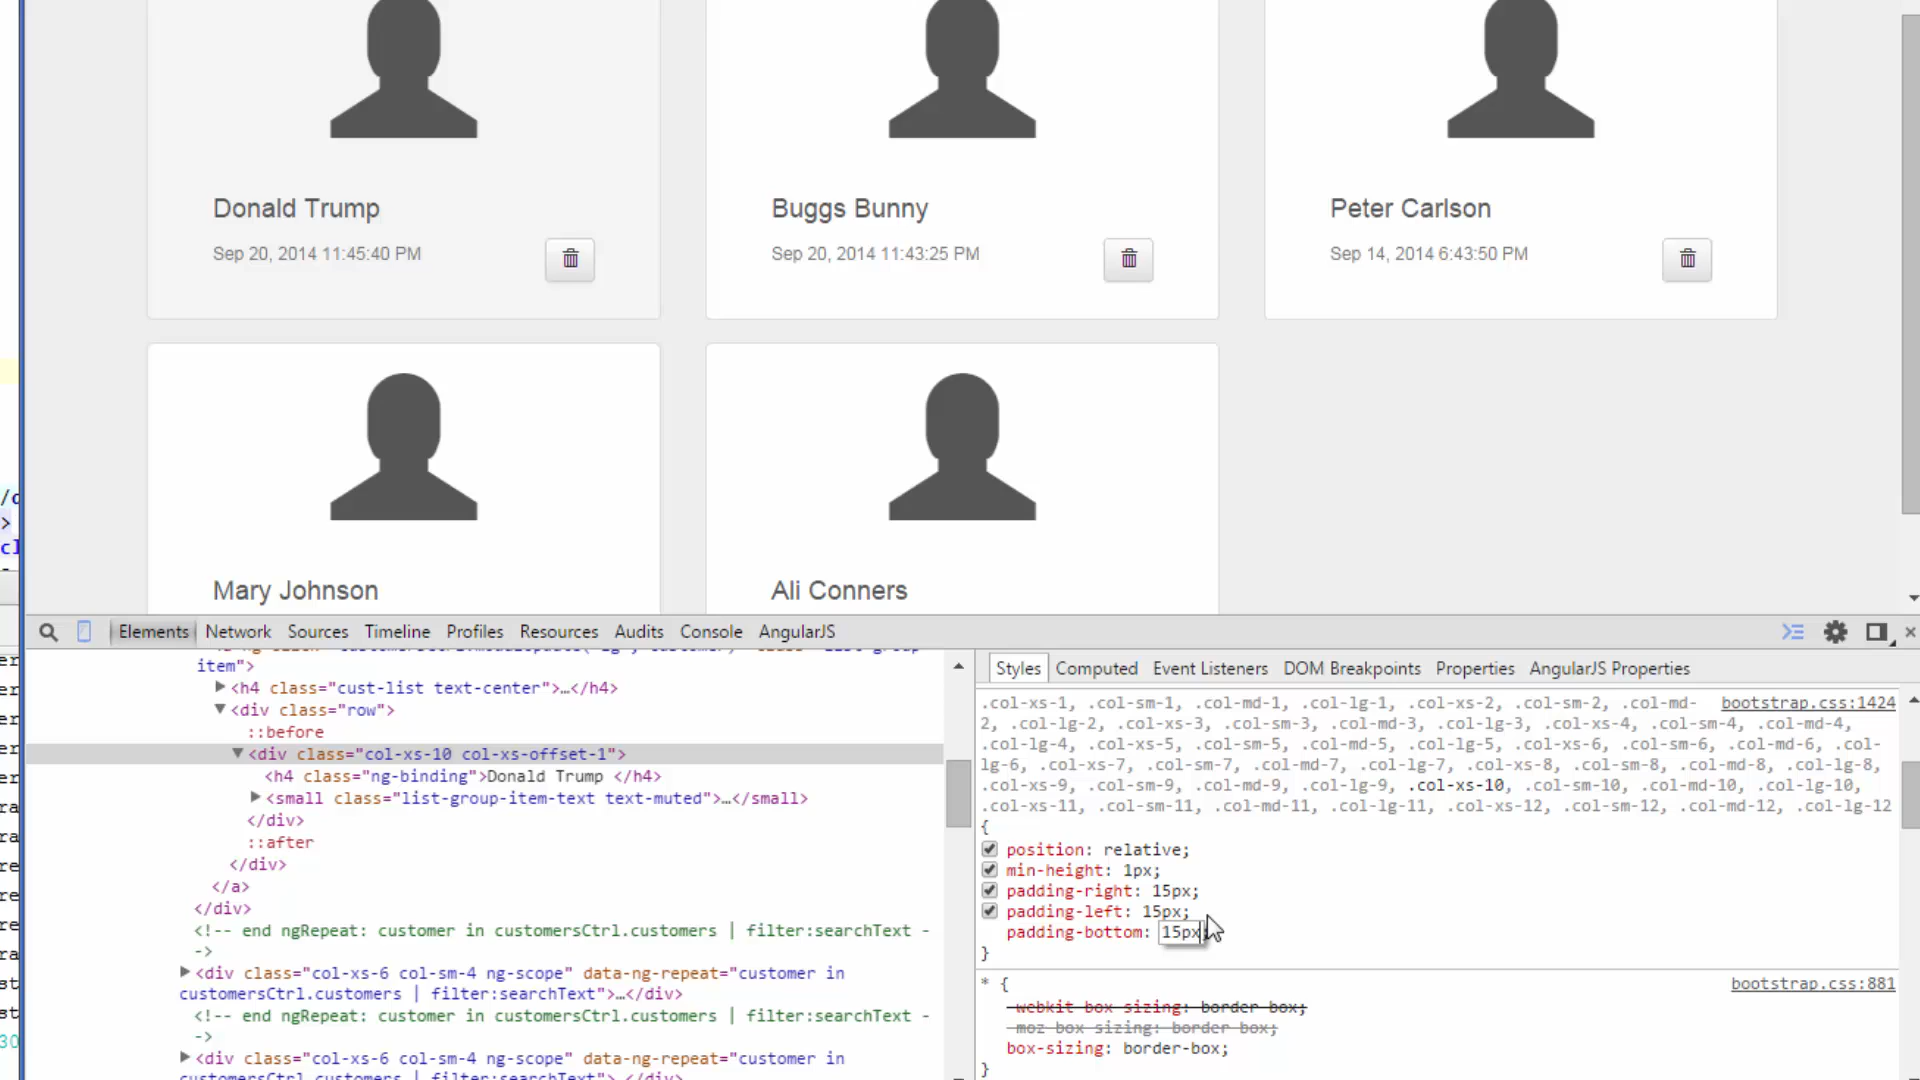 Donald Trump
Buggs Bunny
Peter Carlson
Sep 20, 2014 11:45:40 PM
Sep 20, 2014 11:43:25 PM
Sep 14, 2014 6:43:50 PM
Mary Johnson
Ali Conners
Elements Network Sources Timeline Profiles Resources Audits Console AngularJS
item">
<h4 class="cust-list text-center">…</h4>
<div class="row">
::before
<div class="col-xs-10 col-xs-offset-1">
<h4 class="ng-binding">Donald Trump </h4>
<small class="list-group-item-text text-muted">…</small>
</div>
::after
</div>
</a>
</div>
<!-- end ngRepeat: customer in customersCtrl.customers | filter:searchText -
->
<div class="col-xs-6 col-sm-4 ng-scope" data-ng-repeat="customer in
customersCtrl.customers | filter:searchText">…</div>
<!-- end ngRepeat: customer in customersCtrl.customers | filter:searchText -
->
<div class="col-xs-6 col-sm-4 ng-scope" data-ng-repeat="customer in
Styles Computed Event Listeners DOM Breakpoints Properties AngularJS Properties
.col-xs-1, .col-sm-1, .col-md-1, .col-lg-1, .col-xs-2, .col-sm-2, .col-md- bootstrap.css:1424
2, .col-lg-2, .col-xs-3, .col-sm-3, .col-md-3, .col-lg-3, .col-xs-4, .col-sm-4, .col-md-4,
.col-lg-4, .col-xs-5, .col-sm-5, .col-md-5, .col-lg-5, .col-xs-6, .col-sm-6, .col-md-6, .col-
lg-6, .col-xs-7, .col-sm-7, .col-md-7, .col-lg-7, .col-xs-8, .col-sm-8, .col-md-8, .col-lg-8,
.col-xs-9, .col-sm-9, .col-md-9, .col-lg-9, .col-xs-10, .col-sm-10, .col-md-10, .col-lg-10,
.col-xs-11, .col-sm-11, .col-md-11, .col-lg-11, .col-xs-12, .col-sm-12, .col-md-12, .col-lg-12
{
position: relative;
min-height: 1px;
padding-right: 15px;
padding-left: 15px;
padding-bottom: 15px
}
* { bootstrap.css:881
-webkit-box-sizing: border-box;
-moz-box-sizing: border-box;
box-sizing: border-box;
}